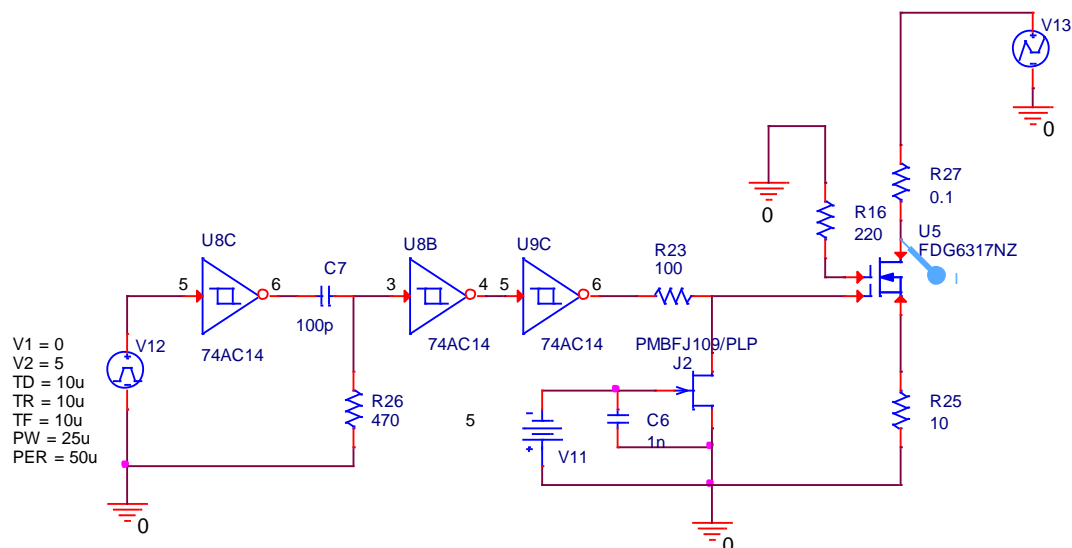 V13
0
R27
0.1
0
R16
220
U5
FDG6317NZ
I
U8C
5
6
74AC14
C7
100p
U8B
3
4
74AC14
U9C
5
6
74AC14
R23
100
PMBFJ109/PLP
J2
V12
V1 = 0
V2 = 5
TD = 10u
TR = 10u
TF = 10u
PW = 25u
PER = 50u
R26
470
5
V11
C6
1n
R25
10
0
0